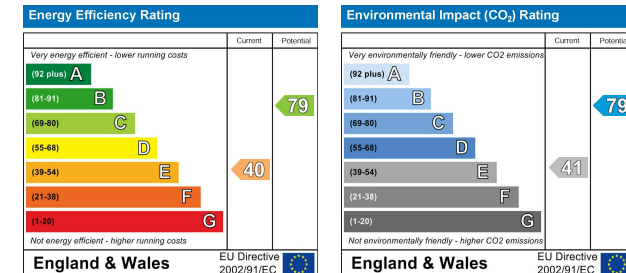 Energy Efficiency Rating
Current Potential
Very energy efficient - lower running costs
(92 plus) A
(81-91) B
(69-80) C
(55-68) D
(39-54) E
(21-38) F
(1-20) G
40
79
Not energy efficient - higher running costs
England & Wales
EU Directive
2002/91/EC
Environmental Impact (CO2) Rating
Current Potential
Very environmentally friendly - lower CO2 emissions
(92 plus) A
(81-91) B
(69-80) C
(55-68) D
(39-54) E
(21-38) F
(1-20) G
41
79
Not environmentally friendly - higher CO2 emissions
England & Wales
EU Directive
2002/91/EC